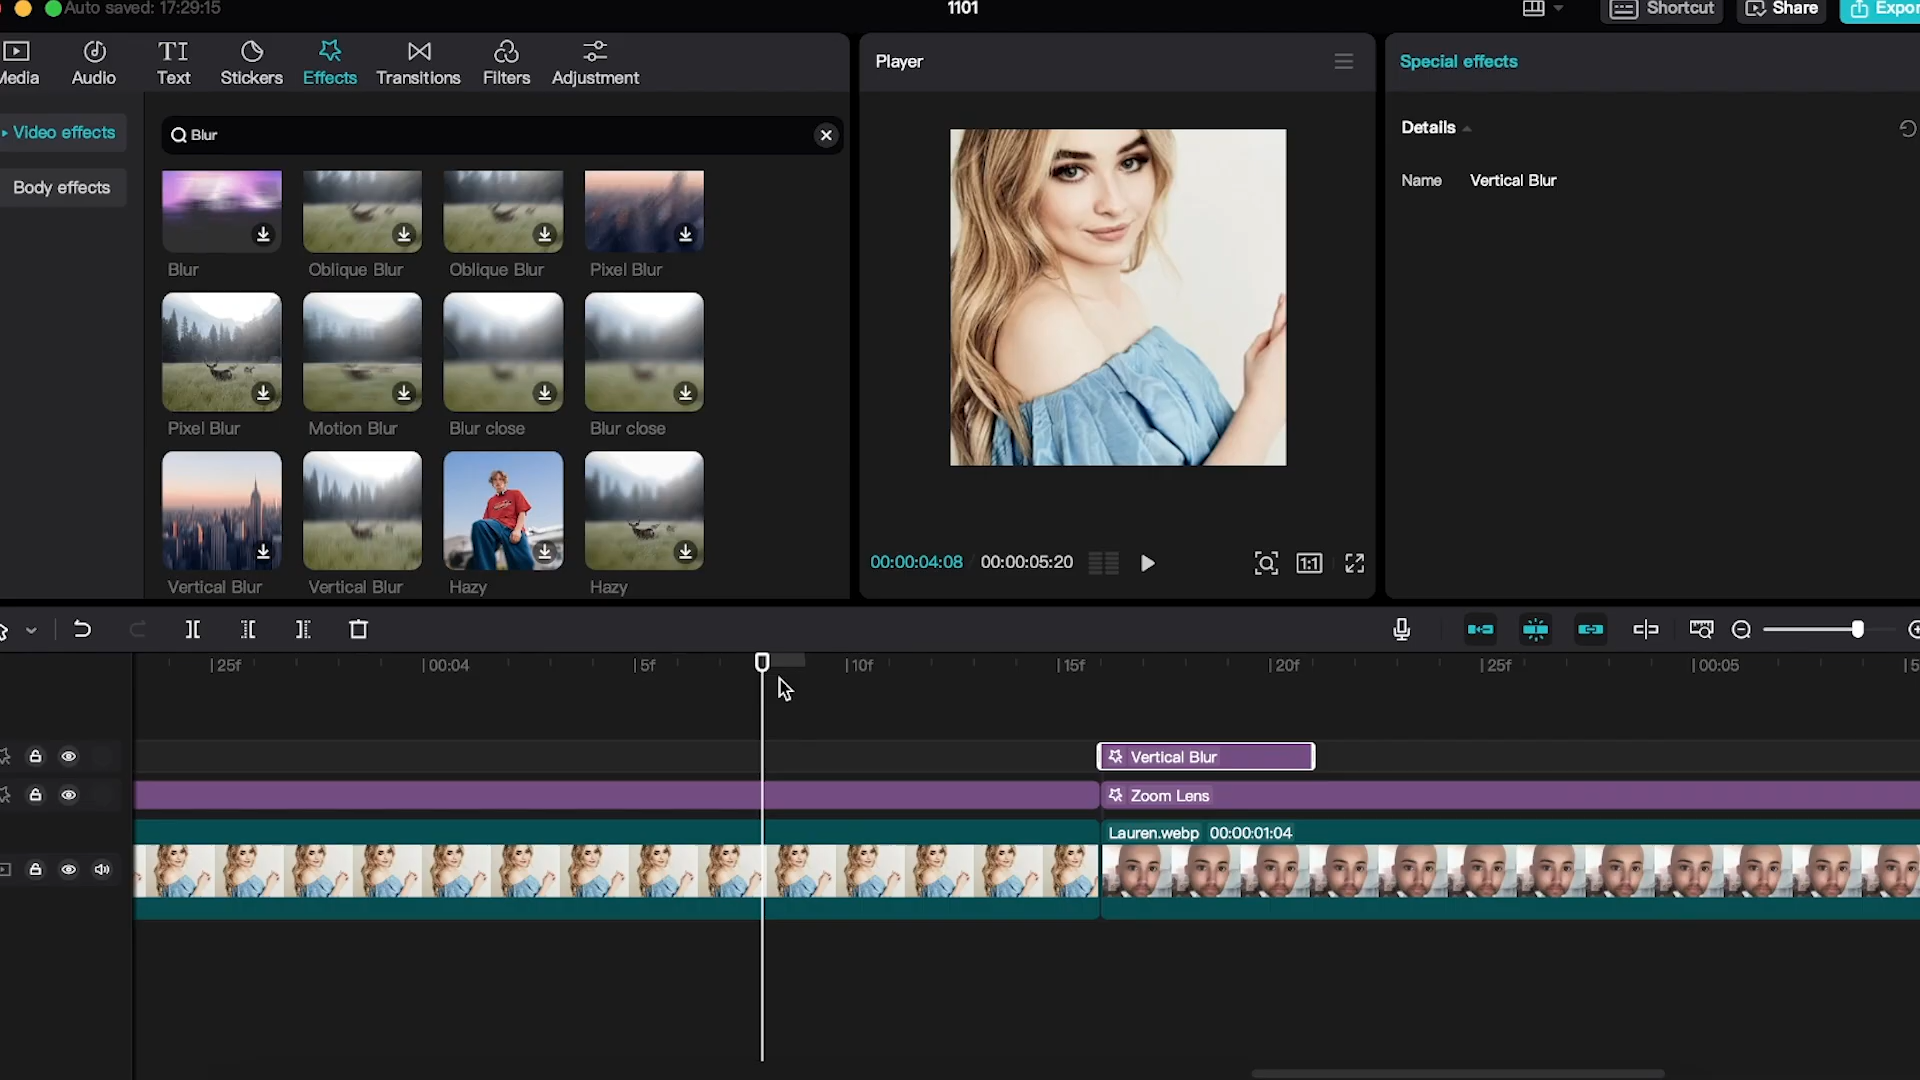 Auto saved: 17:29:15
1101
Shortcut
Share
Export
Media
Audio
Text
Stickers
Effects
Transitions
Filters
Adjustment
Player
Special effects
Video effects
Body effects
Blur
Details
Name
Vertical Blur
Blur
Oblique Blur
Oblique Blur
Pixel Blur
Pixel Blur
Motion Blur
Blur close
Blur close
Vertical Blur
Vertical Blur
Hazy
Hazy
00:00:04:08
00:00:05:20
1:1
25f
00:04
5f
10f
15f
20f
25f
00:05
5
Vertical Blur
Zoom Lens
Lauren.webp 00:00:01:04